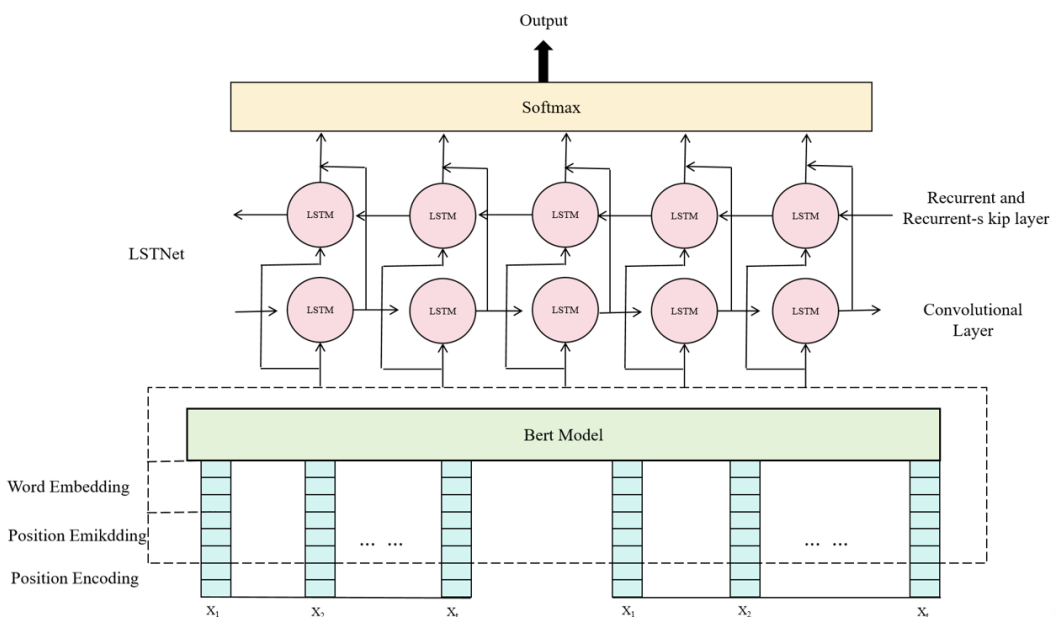 Output
Softmax
LSTM LSTM LSTM LSTM LSTM
Recurrent and
Recurrent-s kip layer
LSTNet
LSTM LSTM LSTM LSTM LSTM
Convolutional
Layer
Bert Model
Word Embedding
Position Emikdding
... ... ... ...
Position Encoding
X₁ X₂ Xₜ X₁ X₂ Xₜ